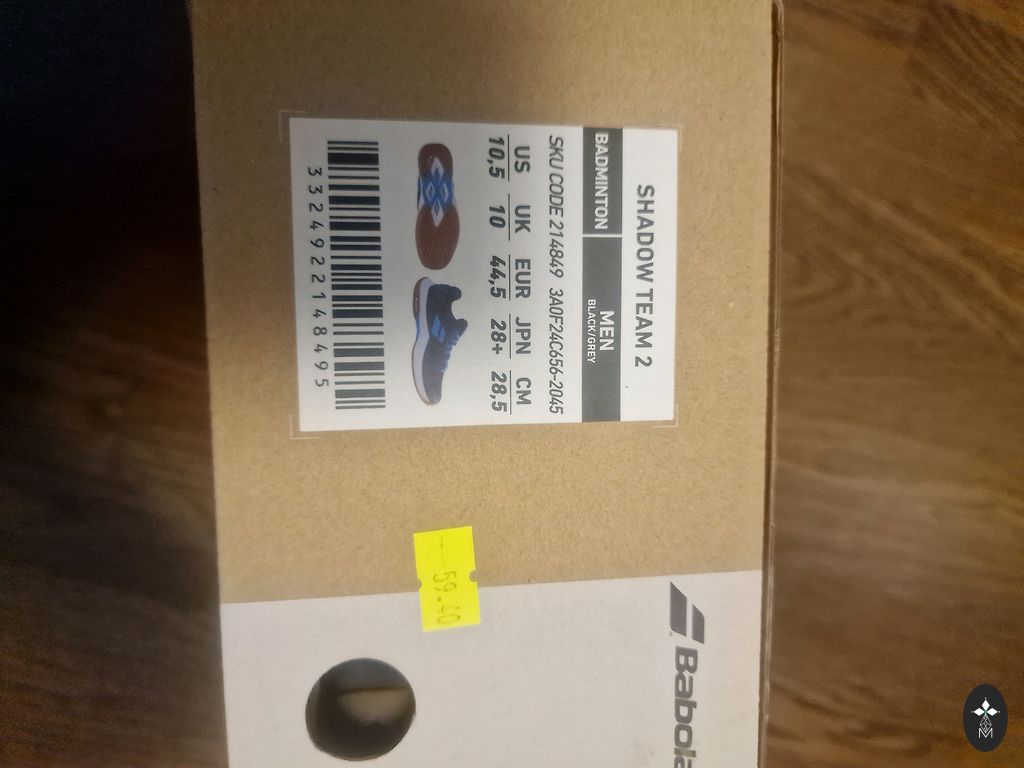 SHADOW TEAM 2
BADMINTON
MEN
BLACK/GREY
SKU CODE 214849 3A0F24C656-2045
US UK EUR JPN CM
10,5 10 44,5 28+ 28,5
3324922148495
59.40
Babola
M